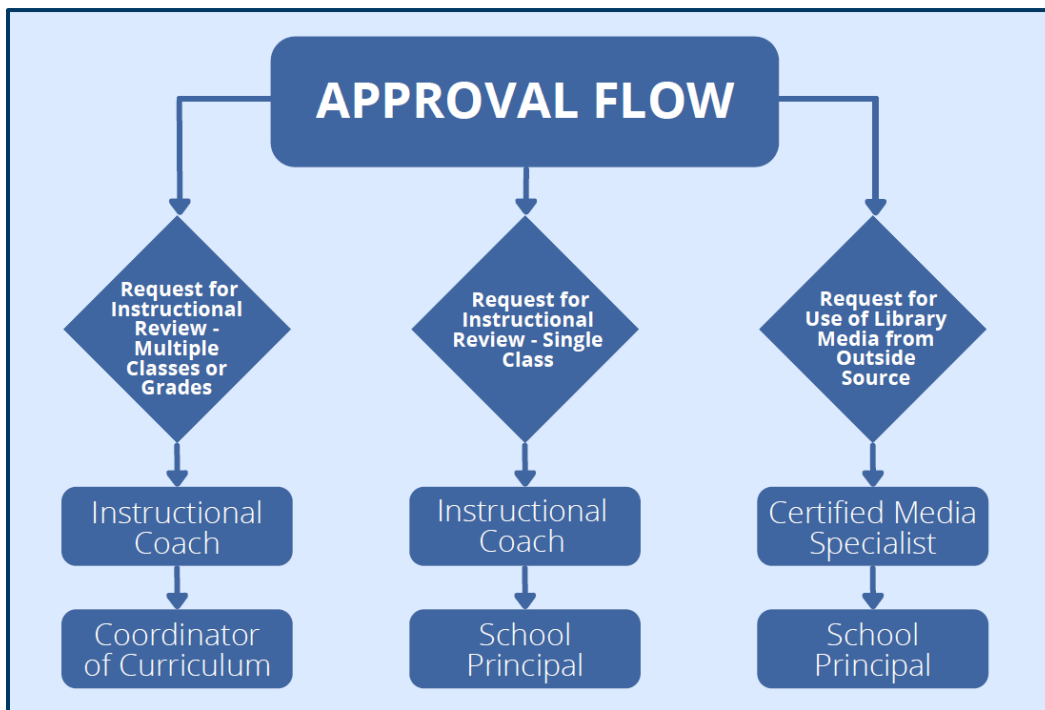 APPROVAL FLOW
Request for
Instructional
Review -
Multiple
Classes or
Grades
Request for
Instructional
Review - Single
Class
Request for
Use of Library
Media from
Outside
Source
Instructional
Coach
Instructional
Coach
Certified Media
Specialist
Coordinator
of Curriculum
School
Principal
School
Principal